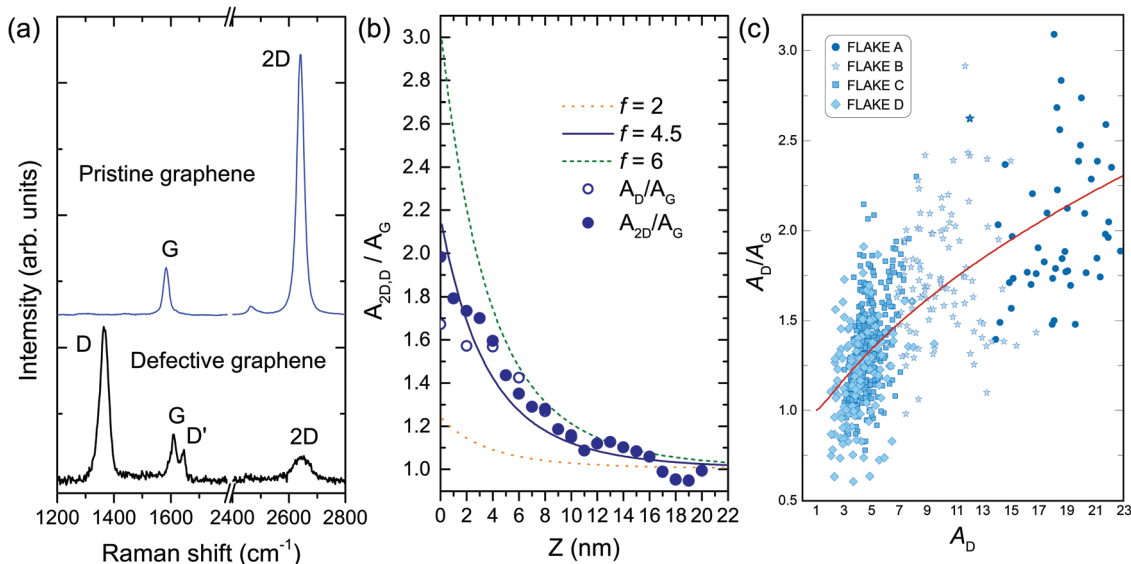 (a)
2D
Pristine graphene
G
D
Defective graphene
G
D'
2D
Intemsity (arb. units)
1200 1400 1600 2400 2600 2800
Raman shift (cm⁻¹)
(b)
3.0
2.8
2.6
2.4
2.2
2.0
1.8
1.6
1.4
1.2
1.0
A2D,D / AG
f = 2
f = 4.5
f = 6
AD/AG
A2D/AG
0 2 4 6 8 10 12 14 16 18 20 22
Z (nm)
(c)
3.0
2.5
2.0
1.5
1.0
0.5
AD/AG
FLAKE A
FLAKE B
FLAKE C
FLAKE D
1 3 5 7 9 11 13 15 17 19 21 23
AD